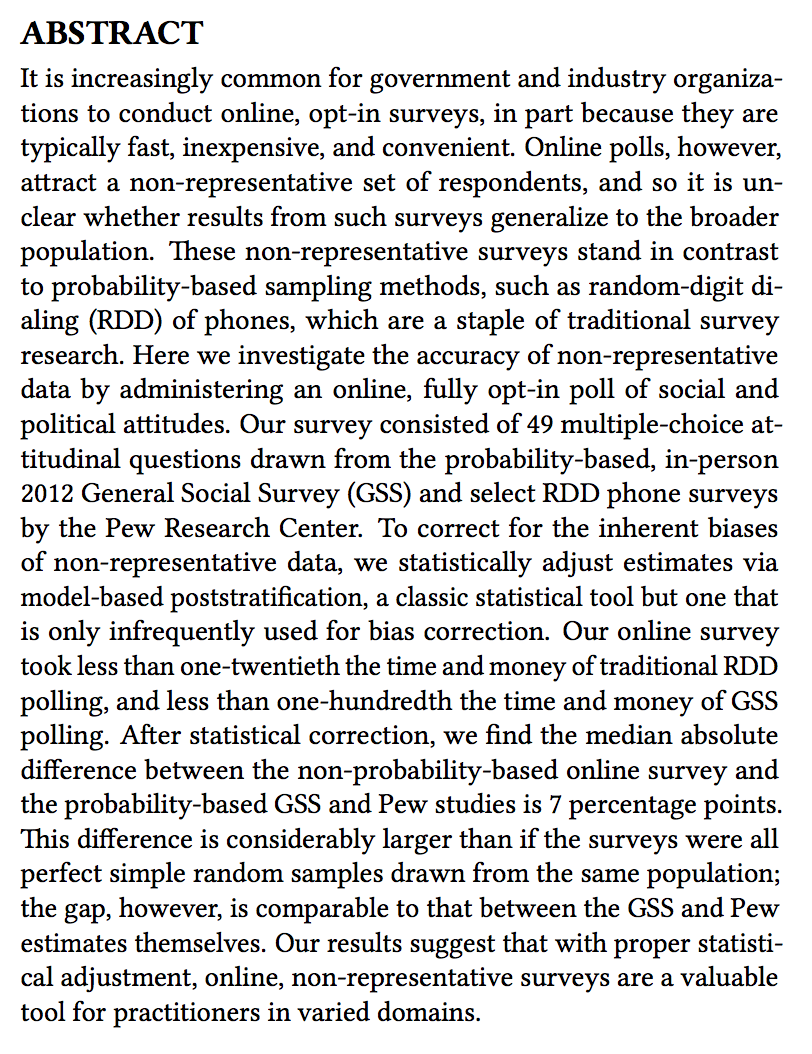 ABSTRACT
It is increasingly common for government and industry organiza-
tions to conduct online, opt-in surveys, in part because they are
typically fast, inexpensive, and convenient. Online polls, however,
attract a non-representative set of respondents, and so it is un-
clear whether results from such surveys generalize to the broader
population. These non-representative surveys stand in contrast
to probability-based sampling methods, such as random-digit di-
aling (RDD) of phones, which are a staple of traditional survey
research. Here we investigate the accuracy of non-representative
data by administering an online, fully opt-in poll of social and
political attitudes. Our survey consisted of 49 multiple-choice at-
titudinal questions drawn from the probability-based, in-person
2012 General Social Survey (GSS) and select RDD phone surveys
by the Pew Research Center. To correct for the inherent biases
of non-representative data, we statistically adjust estimates via
model-based poststratification, a classic statistical tool but one that
is only infrequently used for bias correction. Our online survey
took less than one-twentieth the time and money of traditional RDD
polling, and less than one-hundredth the time and money of GSS
polling. After statistical correction, we find the median absolute
difference between the non-probability-based online survey and
the probability-based GSS and Pew studies is 7 percentage points.
This difference is considerably larger than if the surveys were all
perfect simple random samples drawn from the same population;
the gap, however, is comparable to that between the GSS and Pew
estimates themselves. Our results suggest that with proper statisti-
cal adjustment, online, non-representative surveys are a valuable
tool for practitioners in varied domains.